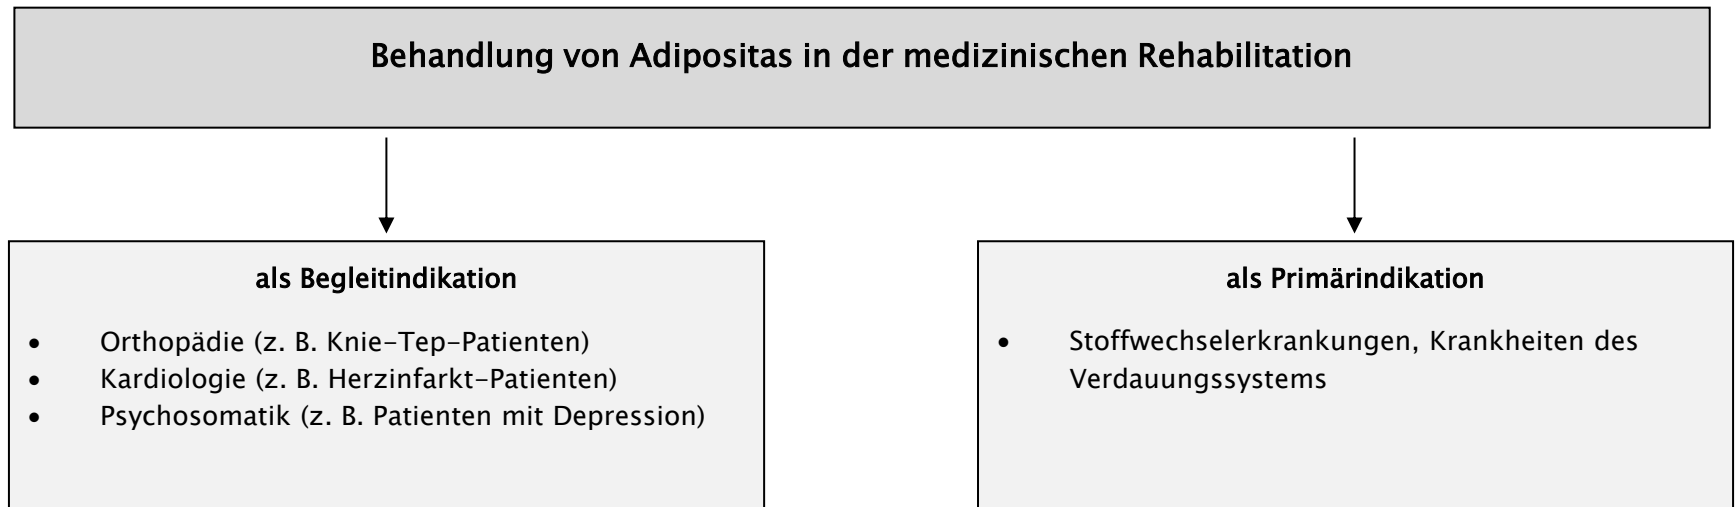 Behandlung von Adipositas in der medizinischen Rehabilitation
als Begleitindikation
• Orthopädie (z. B. Knie-Tep-Patienten)
• Kardiologie (z. B. Herzinfarkt-Patienten)
• Psychosomatik (z. B. Patienten mit Depression)
als Primärindikation
• Stoffwechselerkrankungen, Krankheiten des
Verdauungssystems